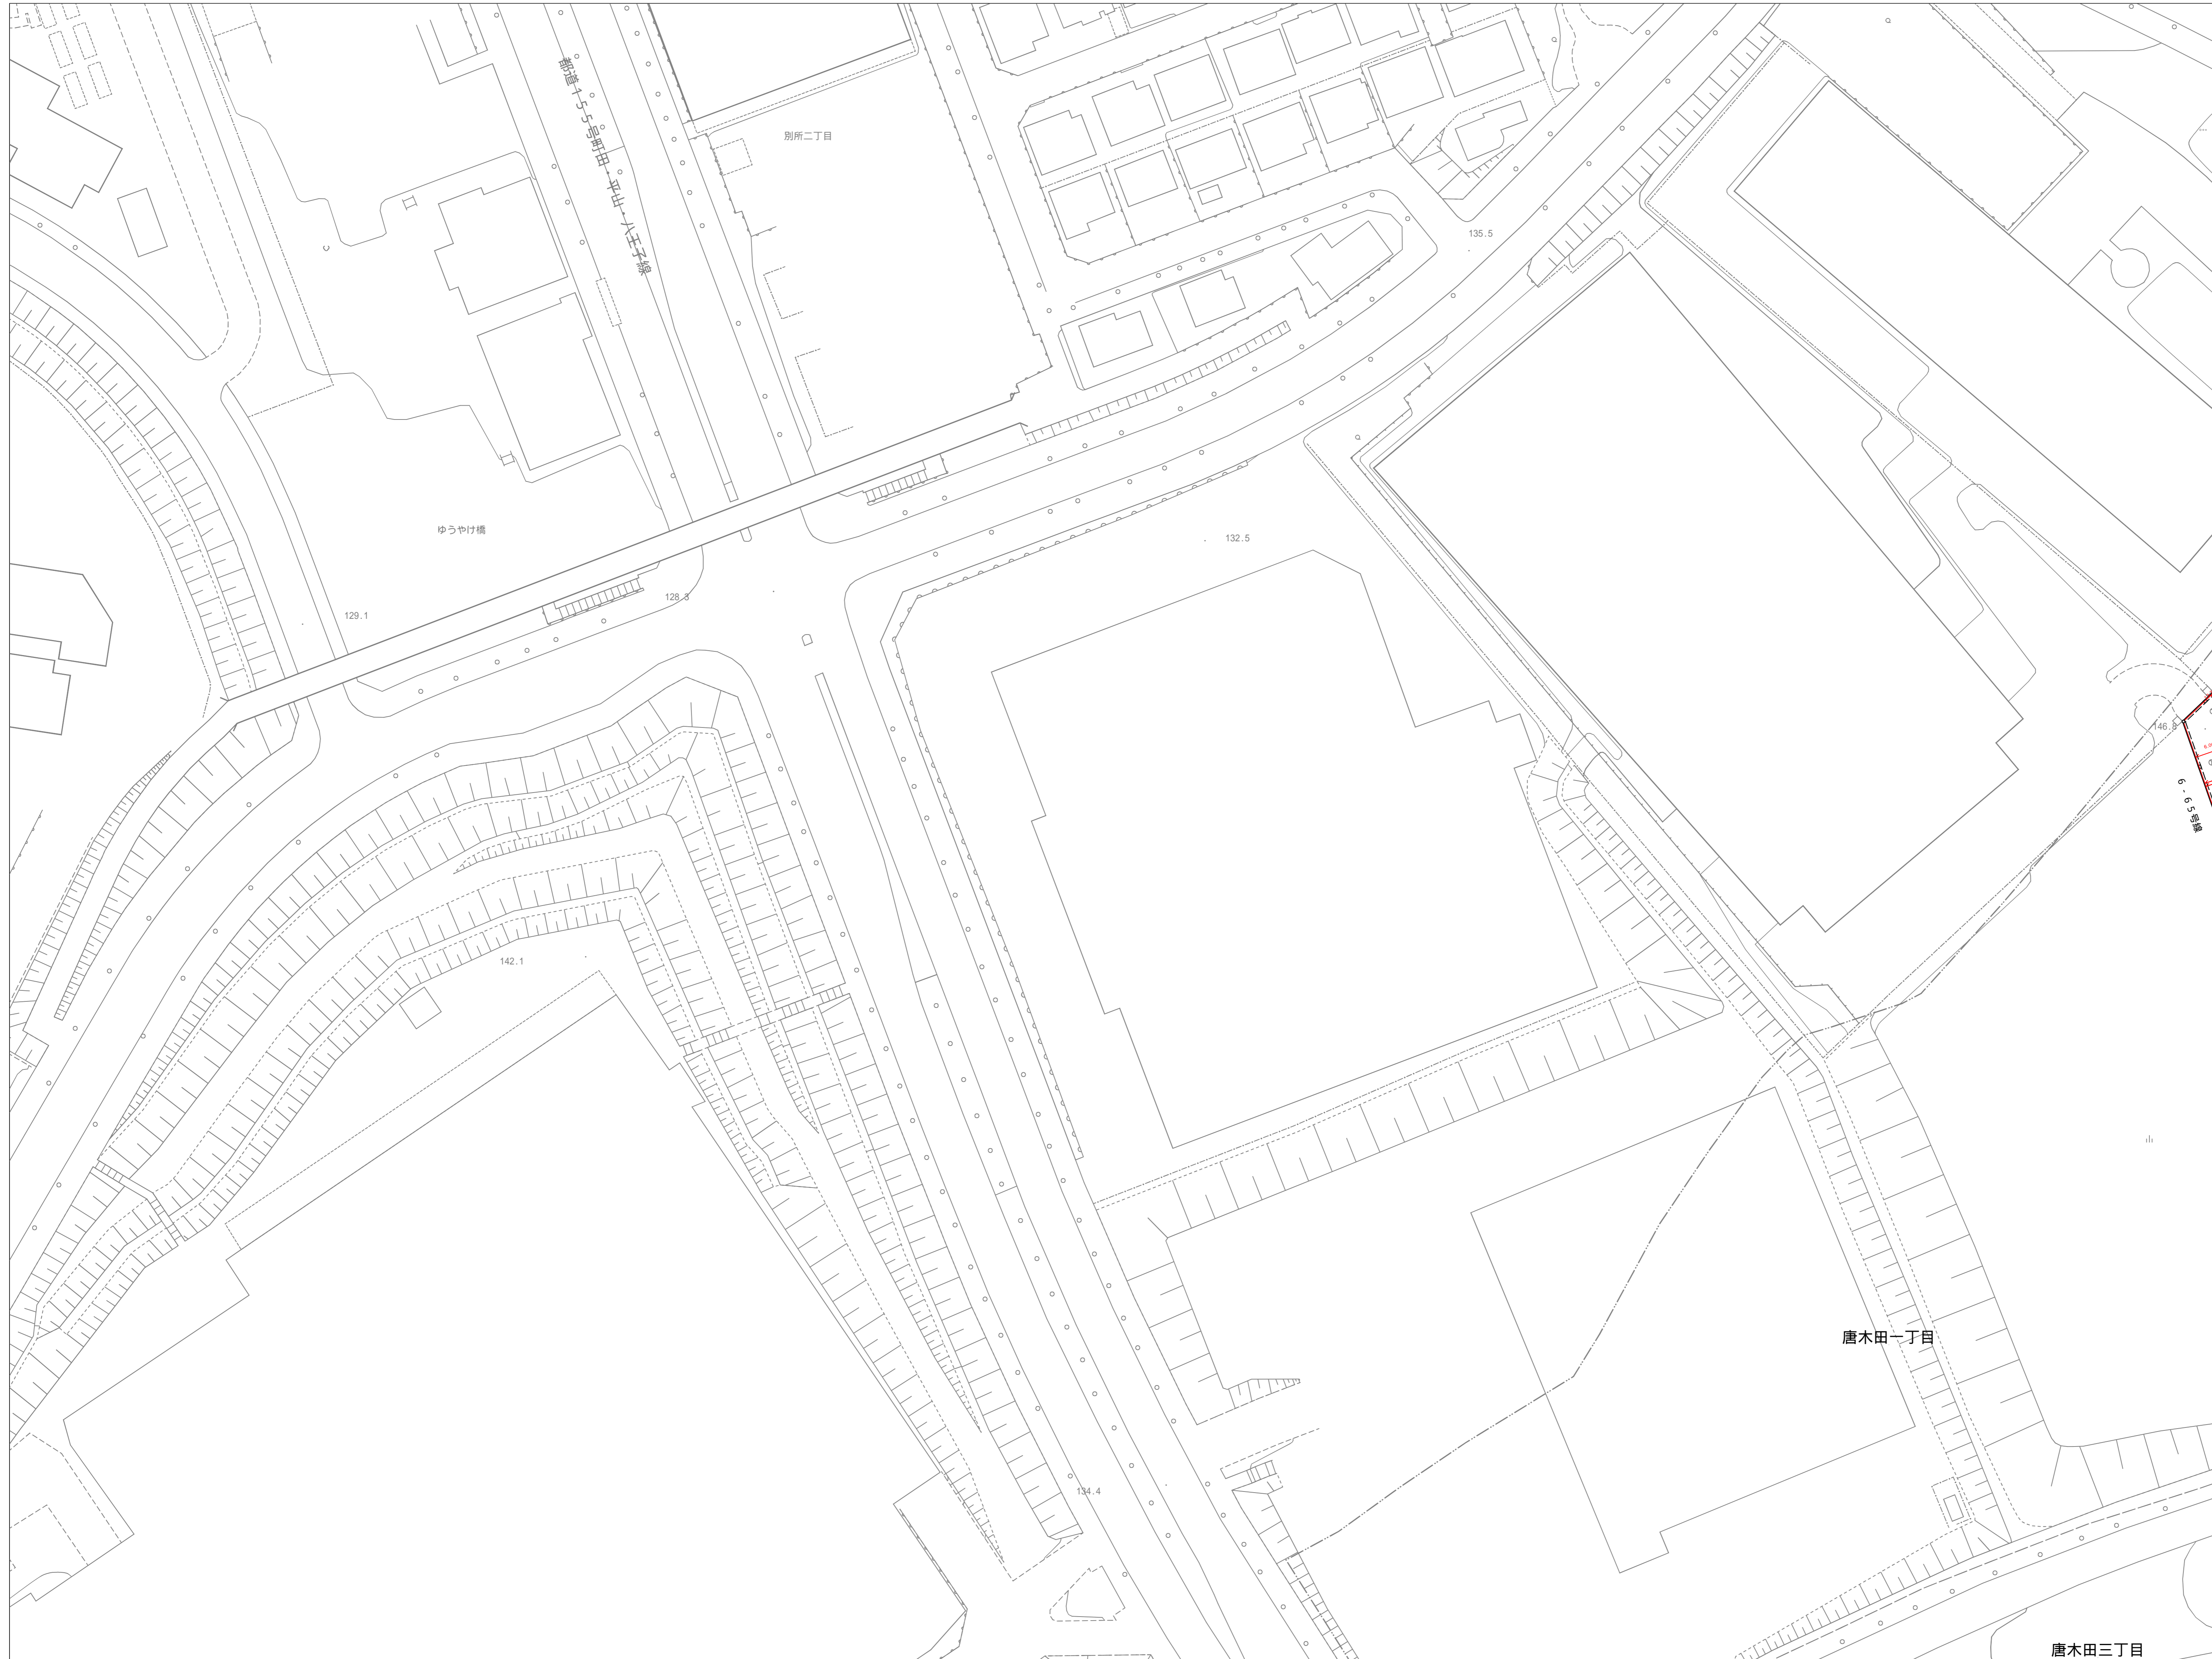 都道155号町田・平山・八王子線
別所二丁目
135.5
ゆうやけ橋
132.5
128.3
129.1
146.8
6-65号線
142.1
唐木田一丁目
134.4
唐木田三丁目